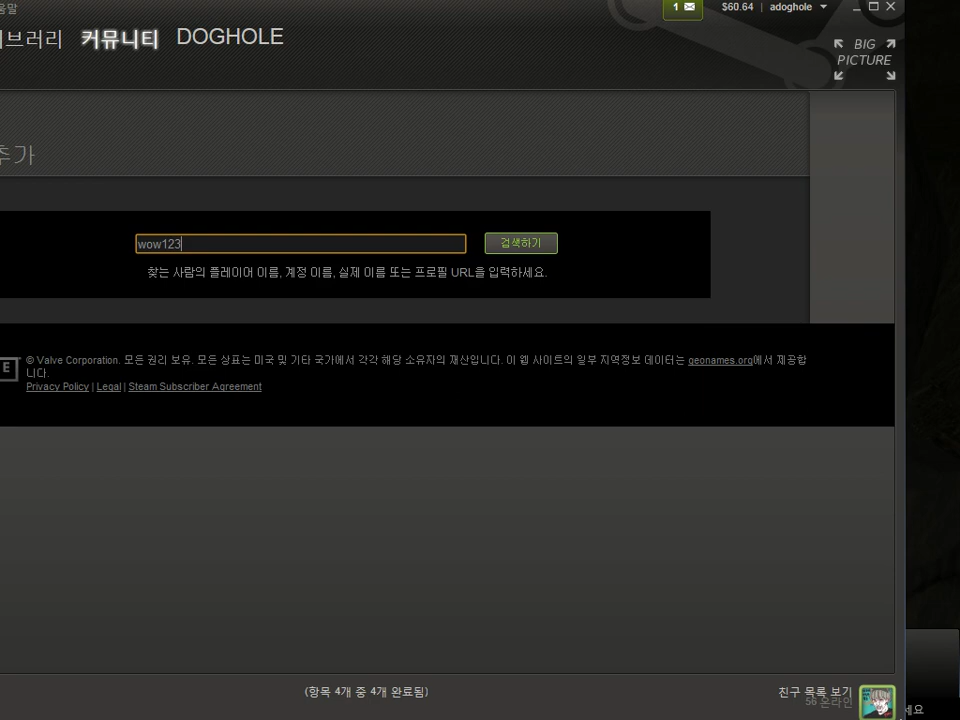 움말
1
$60.64 | adoghole
브러리 커뮤니티 DOGHOLE
BIG
PICTURE
추가
wow123
검색하기
찾는 사람의 플레이어 이름, 계정 이름, 실제 이름 또는 프로필 URL을 입력하세요.
E
© Valve Corporation. 모든 권리 보유. 모든 상표는 미국 및 기타 국가에서 각각 해당 소유자의 재산입니다. 이 웹 사이트의 일부 지역정보 데이터는 geonames.org에서 제공합
니다.
Privacy Policy | Legal | Steam Subscriber Agreement
(항목 4개 중 4개 완료됨)
친구 목록 보기
56 온라인
세요